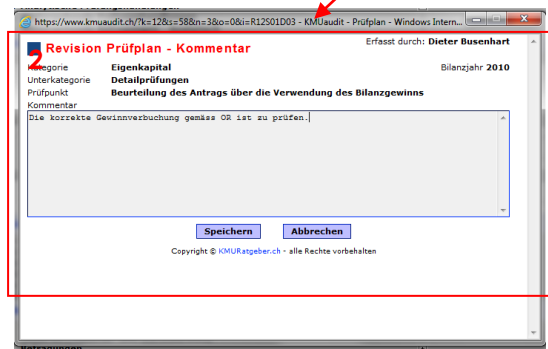 https://www.kmuaudit.ch/?k=12&s=58&n=3&o=0&i=R12S01D03 - KMUaudit - Prüfplan - Windows Intern...
Erfasst durch: Dieter Busenhart
Revision Prüfplan - Kommentar
2
Kategorie Eigenkapital Bilanzjahr 2010
Unterkategorie Detailprüfungen
Prüfpunkt Beurteilung des Antrags über die Verwendung des Bilanzgewinns
Kommentar
Die korrekte Gewinnverbuchung gemäss OR ist zu prüfen.
Speichern Abbrechen
Copyright © KMURatgeber.ch - alle Rechte vorbehalten